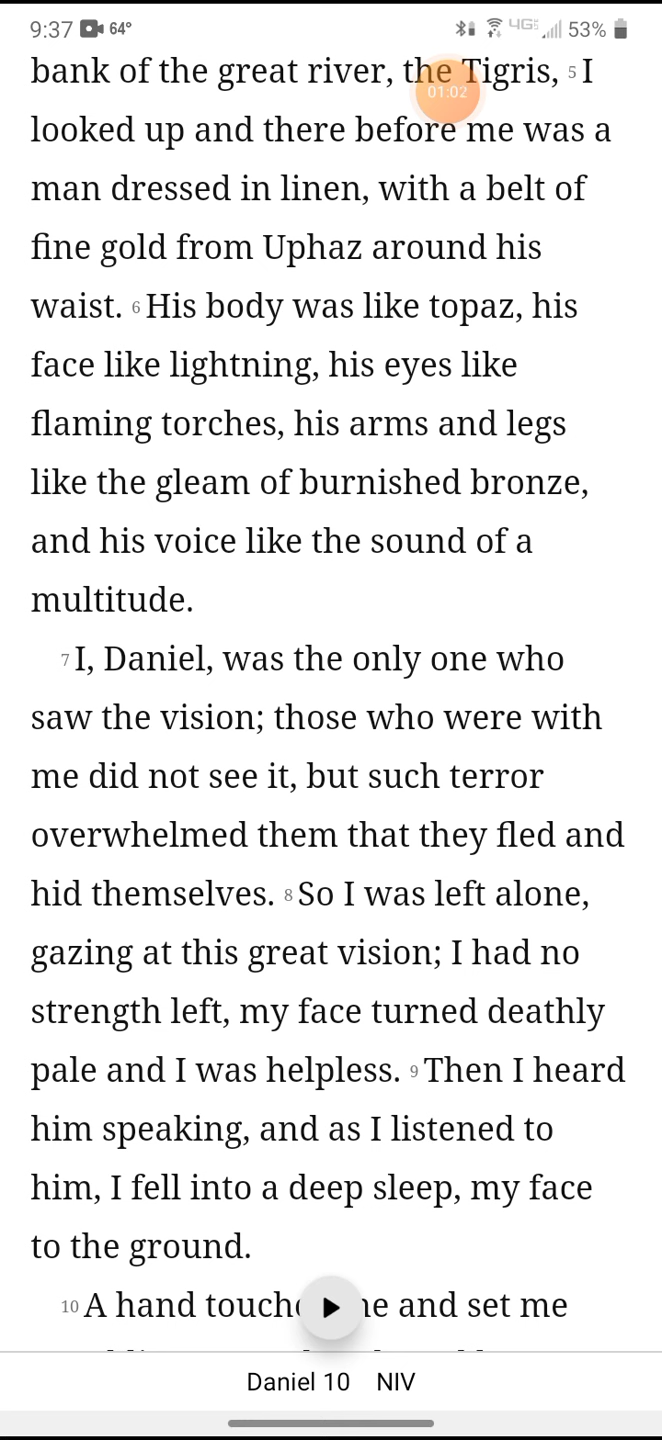 9:37 64° 4G 53%
bank of the great river, the Tigris, 5 I
01:02
looked up and there before me was a
man dressed in linen, with a belt of
fine gold from Uphaz around his
waist. 6 His body was like topaz, his
face like lightning, his eyes like
flaming torches, his arms and legs
like the gleam of burnished bronze,
and his voice like the sound of a
multitude.
7 I, Daniel, was the only one who
saw the vision; those who were with
me did not see it, but such terror
overwhelmed them that they fled and
hid themselves. 8 So I was left alone,
gazing at this great vision; I had no
strength left, my face turned deathly
pale and I was helpless. 9 Then I heard
him speaking, and as I listened to
him, I fell into a deep sleep, my face
to the ground.
10 A hand and set me
Daniel 10 NIV